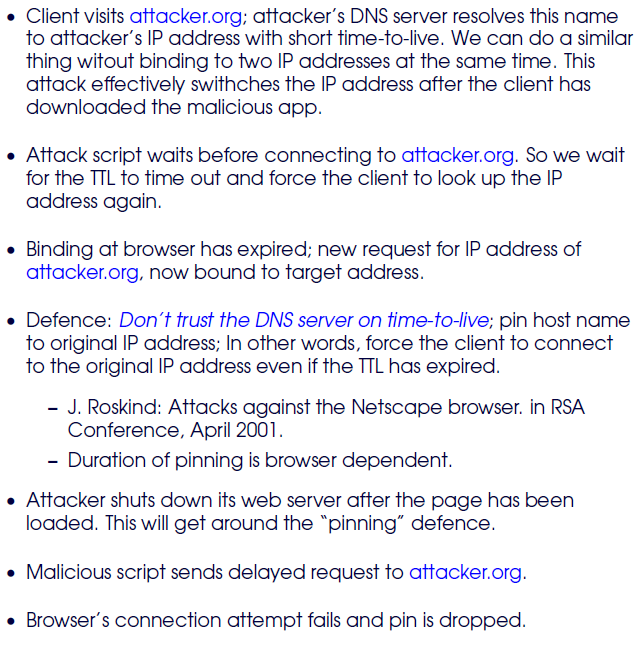 • Client visits attacker.org; attacker's DNS server resolves this name
to attacker's IP address with short time-to-live. We can do a similar
thing witout binding to two IP addresses at the same time. This
attack effectively swithches the IP address after the client has
downloaded the malicious app.
• Attack script waits before connecting to attacker.org. So we wait
for the TTL to time out and force the client to look up the IP
address again.
• Binding at browser has expired; new request for IP address of
attacker.org, now bound to target address.
• Defence: Don't trust the DNS server on time-to-live; pin host name
to original IP address; In other words, force the client to connect
to the original IP address even if the TTL has expired.
– J. Roskind: Attacks against the Netscape browser. in RSA
Conference, April 2001.
– Duration of pinning is browser dependent.
• Attacker shuts down its web server after the page has been
loaded. This will get around the "pinning" defence.
• Malicious script sends delayed request to attacker.org.
• Browser's connection attempt fails and pin is dropped.